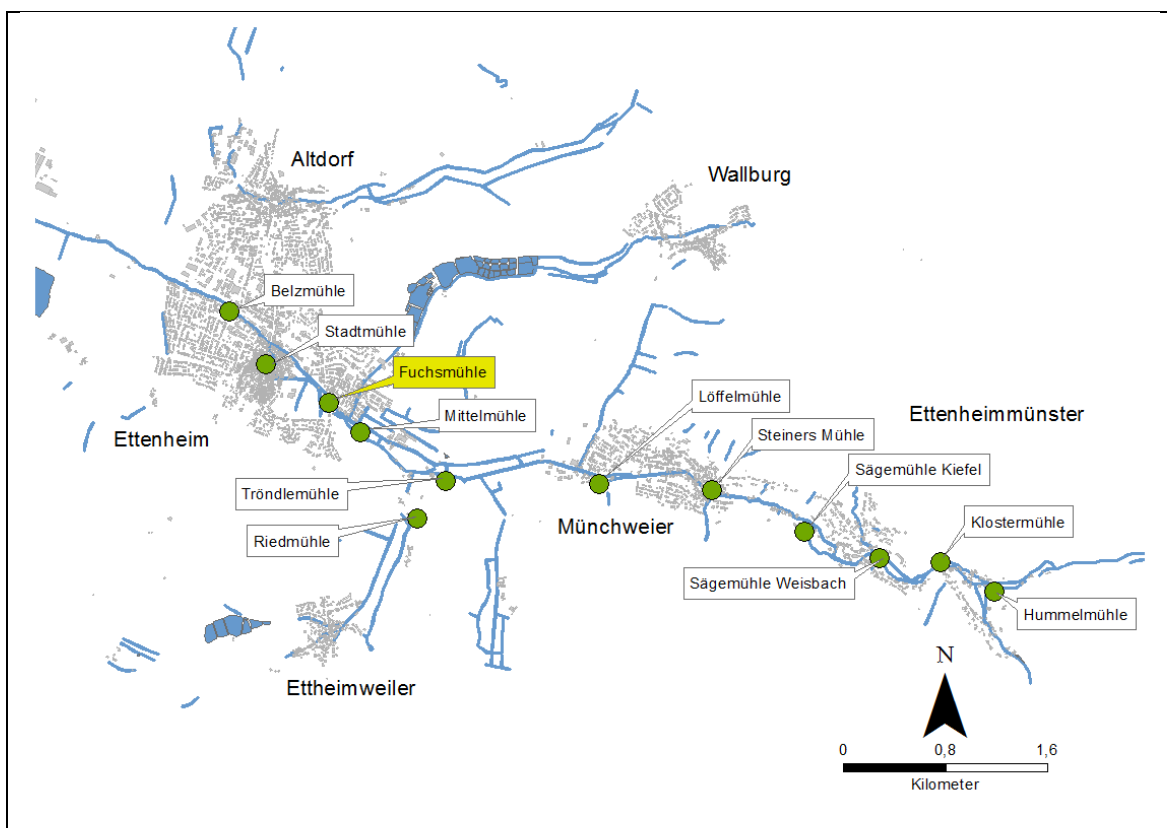 Altdorf
Wallburg
Belzmühle
Stadtmühle
Fuchsmühle
Mittelmühle
Ettenheim
Löffelmühle
Ettenheimmünster
Steiners Mühle
Sägemühle Kiefel
Tröndlemühle
Münchweier
Klostermühle
Riedmühle
Sägemühle Weisbach
Hummelmühle
Ettheimweiler
N
0 0,8 1,6
Kilometer